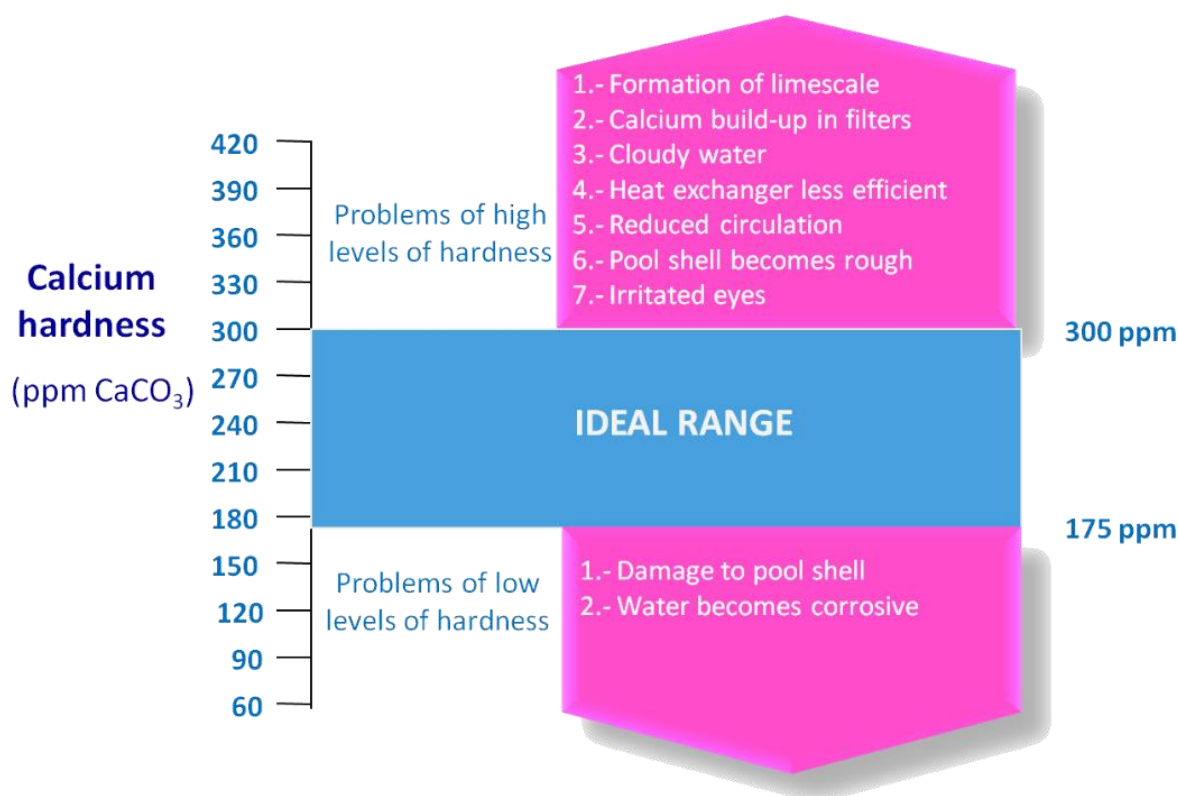 Calcium
hardness
(ppm CaCO₃)
420
390
360
330
300
270
240
210
180
150
120
90
60
Problems of high
levels of hardness
1.- Formation of limescale
2.- Calcium build-up in filters
3.- Cloudy water
4.- Heat exchanger less efficient
5.- Reduced circulation
6.- Pool shell becomes rough
7.- Irritated eyes
300 ppm
IDEAL RANGE
175 ppm
Problems of low
levels of hardness
1.- Damage to pool shell
2.- Water becomes corrosive